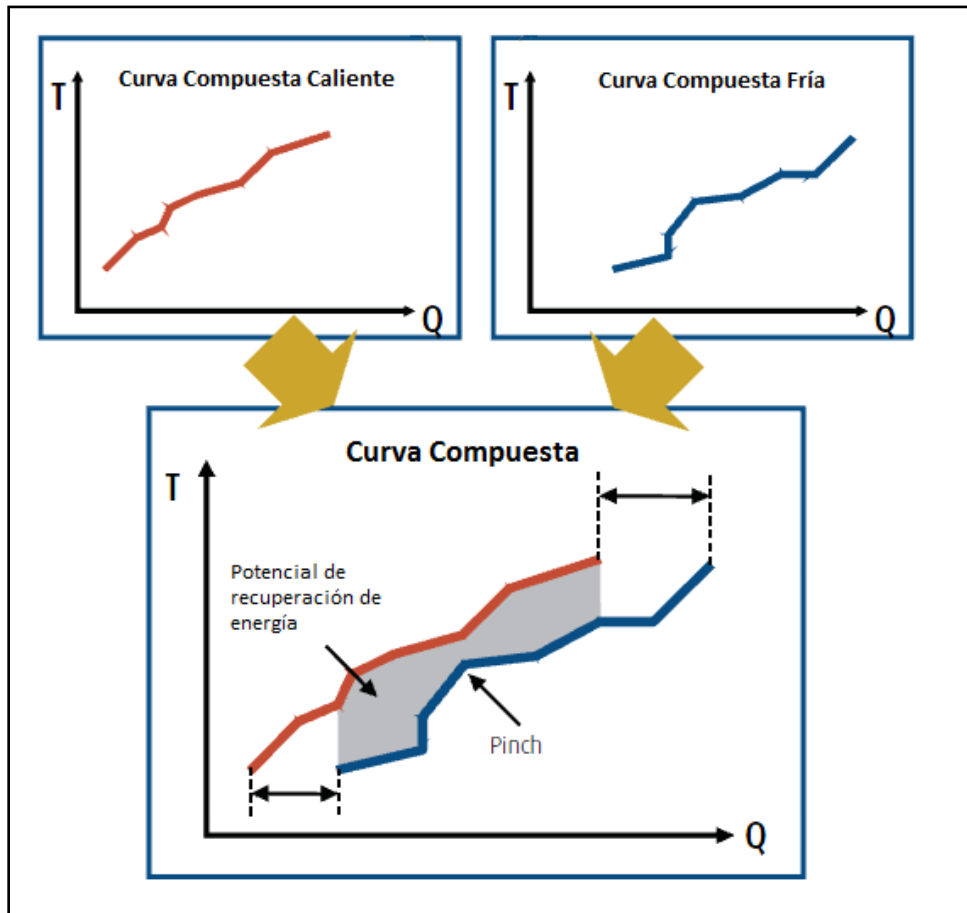 Curva Compuesta Caliente
T
Q
Curva Compuesta Fría
T
Q
Curva Compuesta
T
Potencial de
recuperación de
energía
Pinch
Q